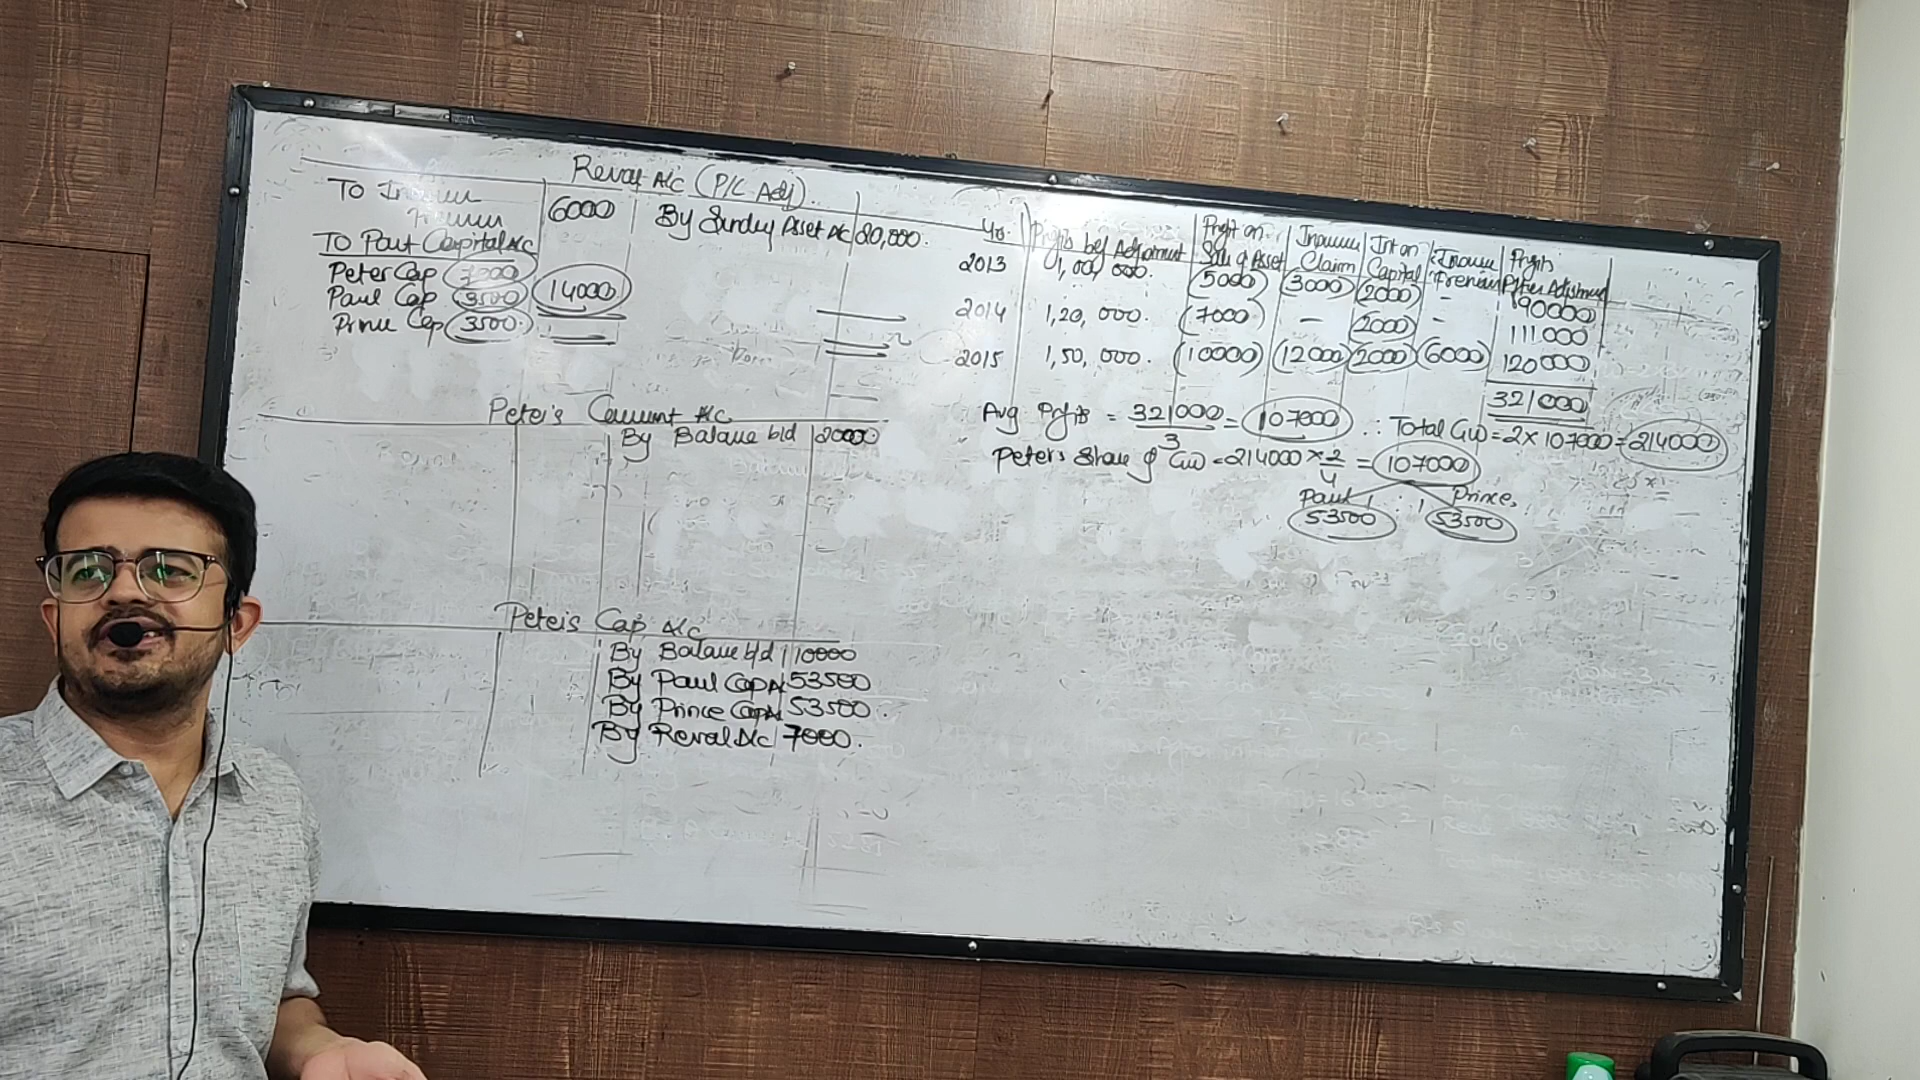 Reval A/c (P/L Adj).
To Insu
Premium 6000 By Sundry Asset A/c 20,000.
To Part Capital A/c
Peter Cap 7000
Paul Cap 3500 14000
Prince Cap 3500
Yr. Profits bef Adjustment Profit on Sale of Asset Insurance Claim Int on Capital Insu Premium Profits After Adjustment
2013 1,00,000. (5000) (3000) (2000) - 90000
2014 1,20,000. (7000) - (2000) - 111000
2015 1,50,000. (10000) (12000) (2000) (6000) 120000
321000
Avg Profits = 321000/3 = 107000 ∴ Total GW = 2 x 107000 = 214000
Peter's Share of GW = 214000 x 2/4 = 107000
Paul 1 : 1 Prince
53500 53500
Peter's Current A/c
By Balance b/d 20000
Peter's Cap A/c
By Balance b/d 10000
By Paul Cap A/c 53500
By Prince Cap A/c 53500.
By Reval A/c 7000.